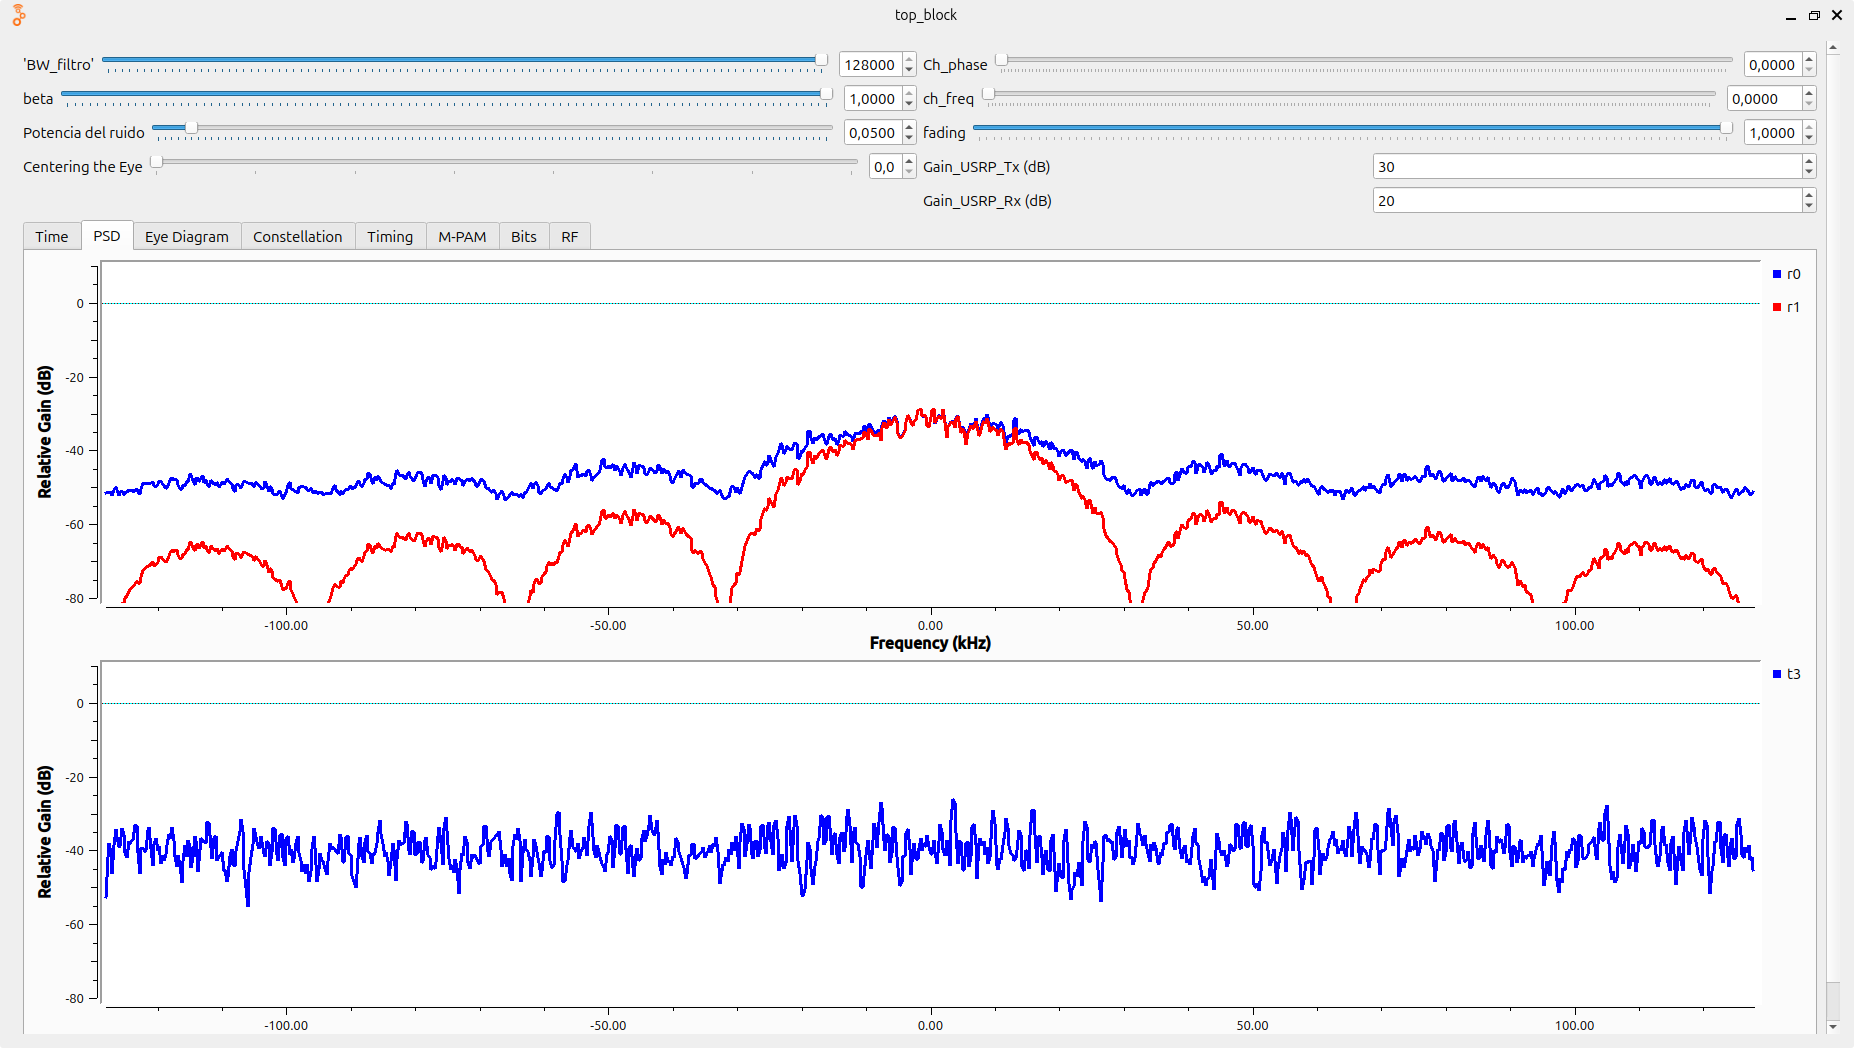 top_block
'BW_filtro' 128000 Ch_phase 0,0000
beta 1,0000 ch_freq 0,0000
Potencia del ruido 0,0500 fading 1,0000
Centering the Eye 0,0 Gain_USRP_Tx (dB) 30
Gain_USRP_Rx (dB) 20
Time PSD Eye Diagram Constellation Timing M-PAM Bits RF
r0
r1
Relative Gain (dB)
0
-20
-40
-60
-80
-100.00 -50.00 0.00 50.00 100.00
Frequency (kHz)
t3
Relative Gain (dB)
0
-20
-40
-60
-80
-100.00 -50.00 0.00 50.00 100.00